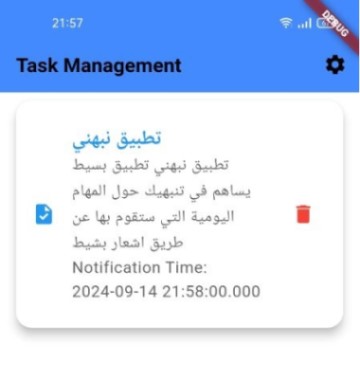 21:57
DEBUG
Task Management
تطبيق نبهني
تطبيق نبهني تطبيق بسيط
يساهم في تنبهيك حول المهام
اليومية التي ستقوم بها عن
طريق اشعار بشيط
Notification Time:
2024-09-14 21:58:00.000